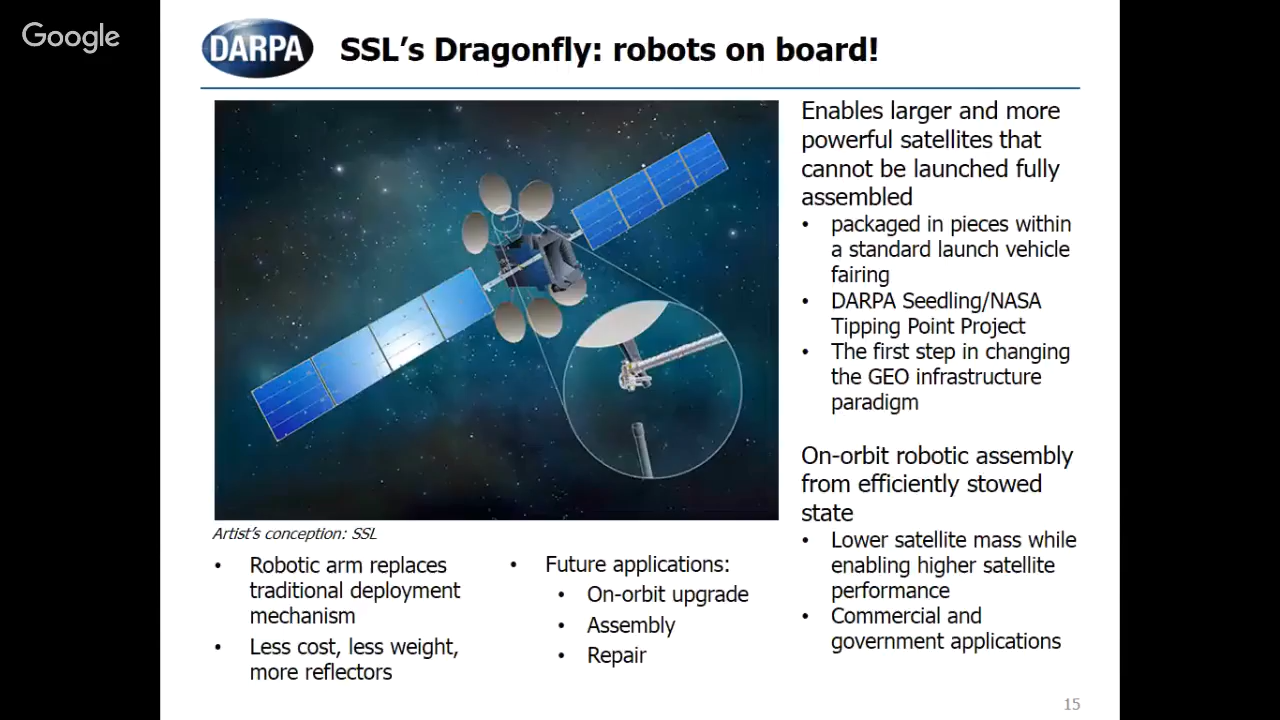 Google
DARPA
SSL's Dragonfly: robots on board!
Enables larger and more
powerful satellites that
cannot be launched fully
assembled
• packaged in pieces within
a standard launch vehicle
fairing
• DARPA Seedling/NASA
Tipping Point Project
• The first step in changing
the GEO infrastructure
paradigm
On-orbit robotic assembly
from efficiently stowed
state
• Lower satellite mass while
enabling higher satellite
performance
• Commercial and
government applications
Artist's conception: SSL
• Robotic arm replaces
traditional deployment
mechanism
• Less cost, less weight,
more reflectors
• Future applications:
• On-orbit upgrade
• Assembly
• Repair
15